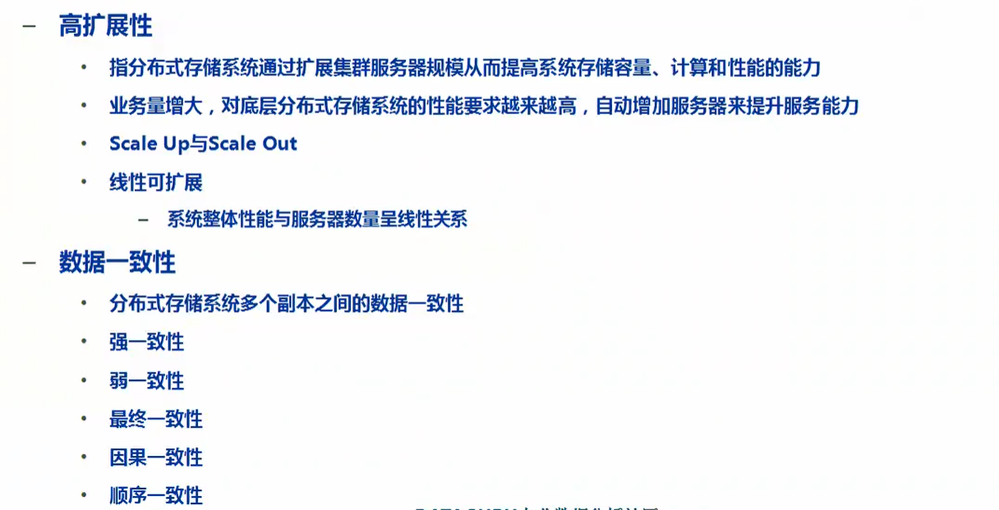 – 高扩展性
• 指分布式存储系统通过扩展集群服务器规模从而提高系统存储容量、计算和性能的能力
• 业务量增大，对底层分布式存储系统的性能要求越来越高，自动增加服务器来提升服务能力
• Scale Up与Scale Out
• 线性可扩展
– 系统整体性能与服务器数量呈线性关系
– 数据一致性
• 分布式存储系统多个副本之间的数据一致性
• 强一致性
• 弱一致性
• 最终一致性
• 因果一致性
• 顺序一致性